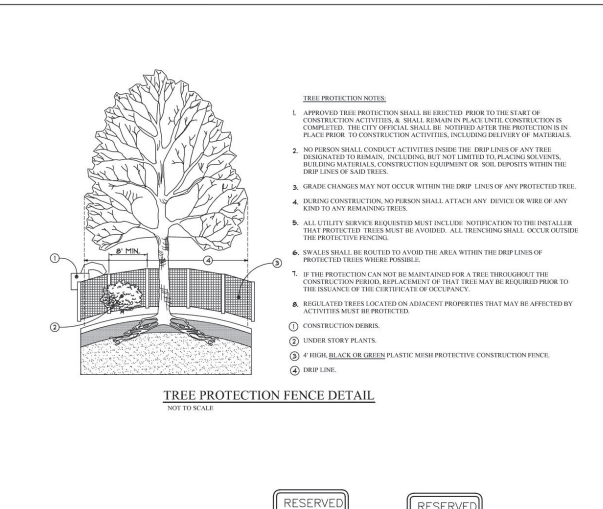 TREE PROTECTION NOTES:
1. APPROVED TREE PROTECTION SHALL BE ERECTED PRIOR TO THE START OF
CONSTRUCTION ACTIVITIES, & SHALL REMAIN IN PLACE UNTIL CONSTRUCTION IS
COMPLETED. THE CITY OFFICIAL SHALL BE NOTIFIED AFTER THE PROTECTION IS IN
PLACE PRIOR TO CONSTRUCTION ACTIVITIES, INCLUDING DELIVERY OF MATERIALS.
2. NO PERSON SHALL CONDUCT ACTIVITIES INSIDE THE DRIP LINES OF ANY TREE
DESIGNATED TO REMAIN, INCLUDING, BUT NOT LIMITED TO, PLACING SOLVENTS,
BUILDING MATERIALS, CONSTRUCTION EQUIPMENT OR SOIL DEPOSITS WITHIN THE
DRIP LINES OF SAID TREES.
3. GRADE CHANGES MAY NOT OCCUR WITHIN THE DRIP LINES OF ANY PROTECTED TREE.
4. DURING CONSTRUCTION, NO PERSON SHALL ATTACH ANY DEVICE OR WIRE OF ANY
KIND TO ANY REMAINING TREES.
5. ALL UTILITY SERVICE REQUESTED MUST INCLUDE NOTIFICATION TO THE INSTALLER
THAT PROTECTED TREES MUST BE AVOIDED. ALL TRENCHING SHALL OCCUR OUTSIDE
THE PROTECTIVE FENCING.
6. SWALES SHALL BE ROUTED TO AVOID THE AREA WITHIN THE DRIP LINES OF
PROTECTED TREES WHERE POSSIBLE.
7. IF THE PROTECTION CAN NOT BE MAINTAINED FOR A TREE THROUGHOUT THE
CONSTRUCTION PERIOD, REPLACEMENT OF THAT TREE MAY BE REQUIRED PRIOR TO
THE ISSUANCE OF THE CERTIFICATE OF OCCUPANCY.
8. REGULATED TREES LOCATED ON ADJACENT PROPERTIES THAT MAY BE AFFECTED BY
ACTIVITIES MUST BE PROTECTED.
1 CONSTRUCTION DEBRIS.
2 UNDER STORY PLANTS.
3 4' HIGH, BLACK OR GREEN PLASTIC MESH PROTECTIVE CONSTRUCTION FENCE.
4 DRIP LINE.
8' MIN.
4
1
3
2
TREE PROTECTION FENCE DETAIL
NOT TO SCALE
RESERVED
RESERVED